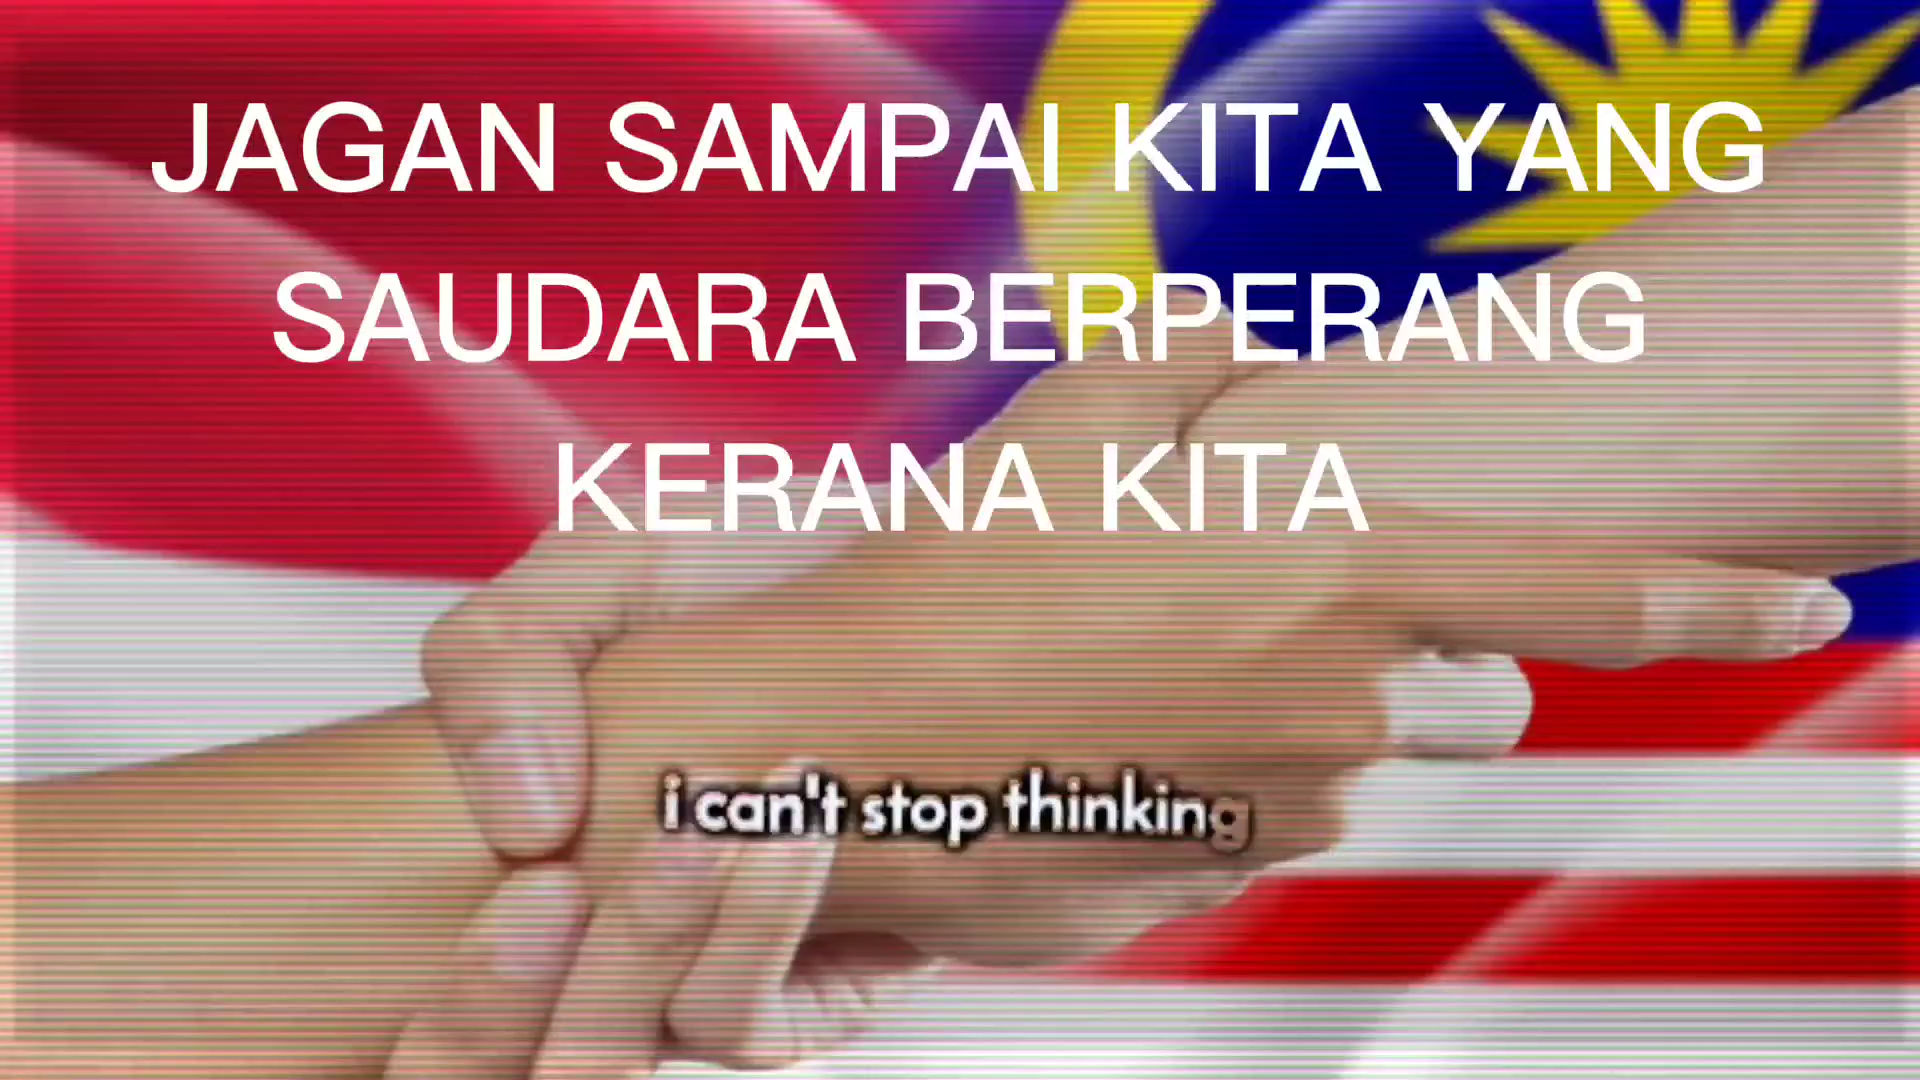 JAGAN SAMPAI KITA YANG
SAUDARA BERPERANG
KERANA KITA
i can't stop thinking